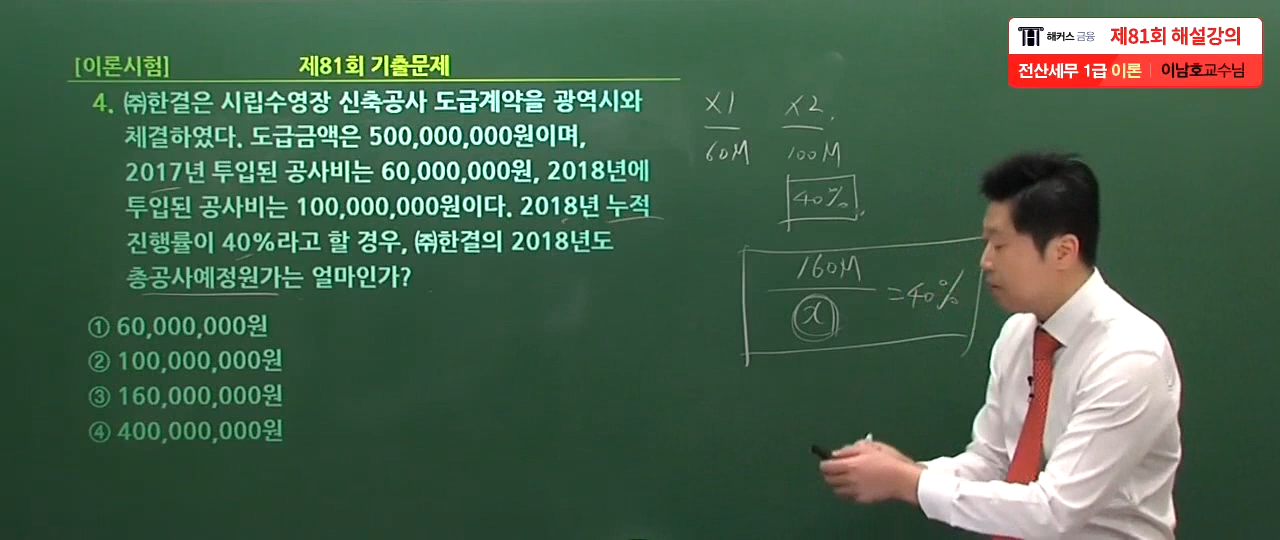 [이론시험]
제81회 기출문제
4. ㈜한결은 시립수영장 신축공사 도급계약을 광역시와
체결하였다. 도급금액은 500,000,000원이며,
2017년 투입된 공사비는 60,000,000원, 2018년에
투입된 공사비는 100,000,000원이다. 2018년 누적
진행률이 40%라고 할 경우, ㈜한결의 2018년도
총공사예정원가는 얼마인가?
① 60,000,000원
② 100,000,000원
③ 160,000,000원
④ 400,000,000원
X1 X2
60M 100M
40%
160M
x
=40%
해커스 금융 제81회 해설강의
전산세무 1급 이론 | 이남호교수님